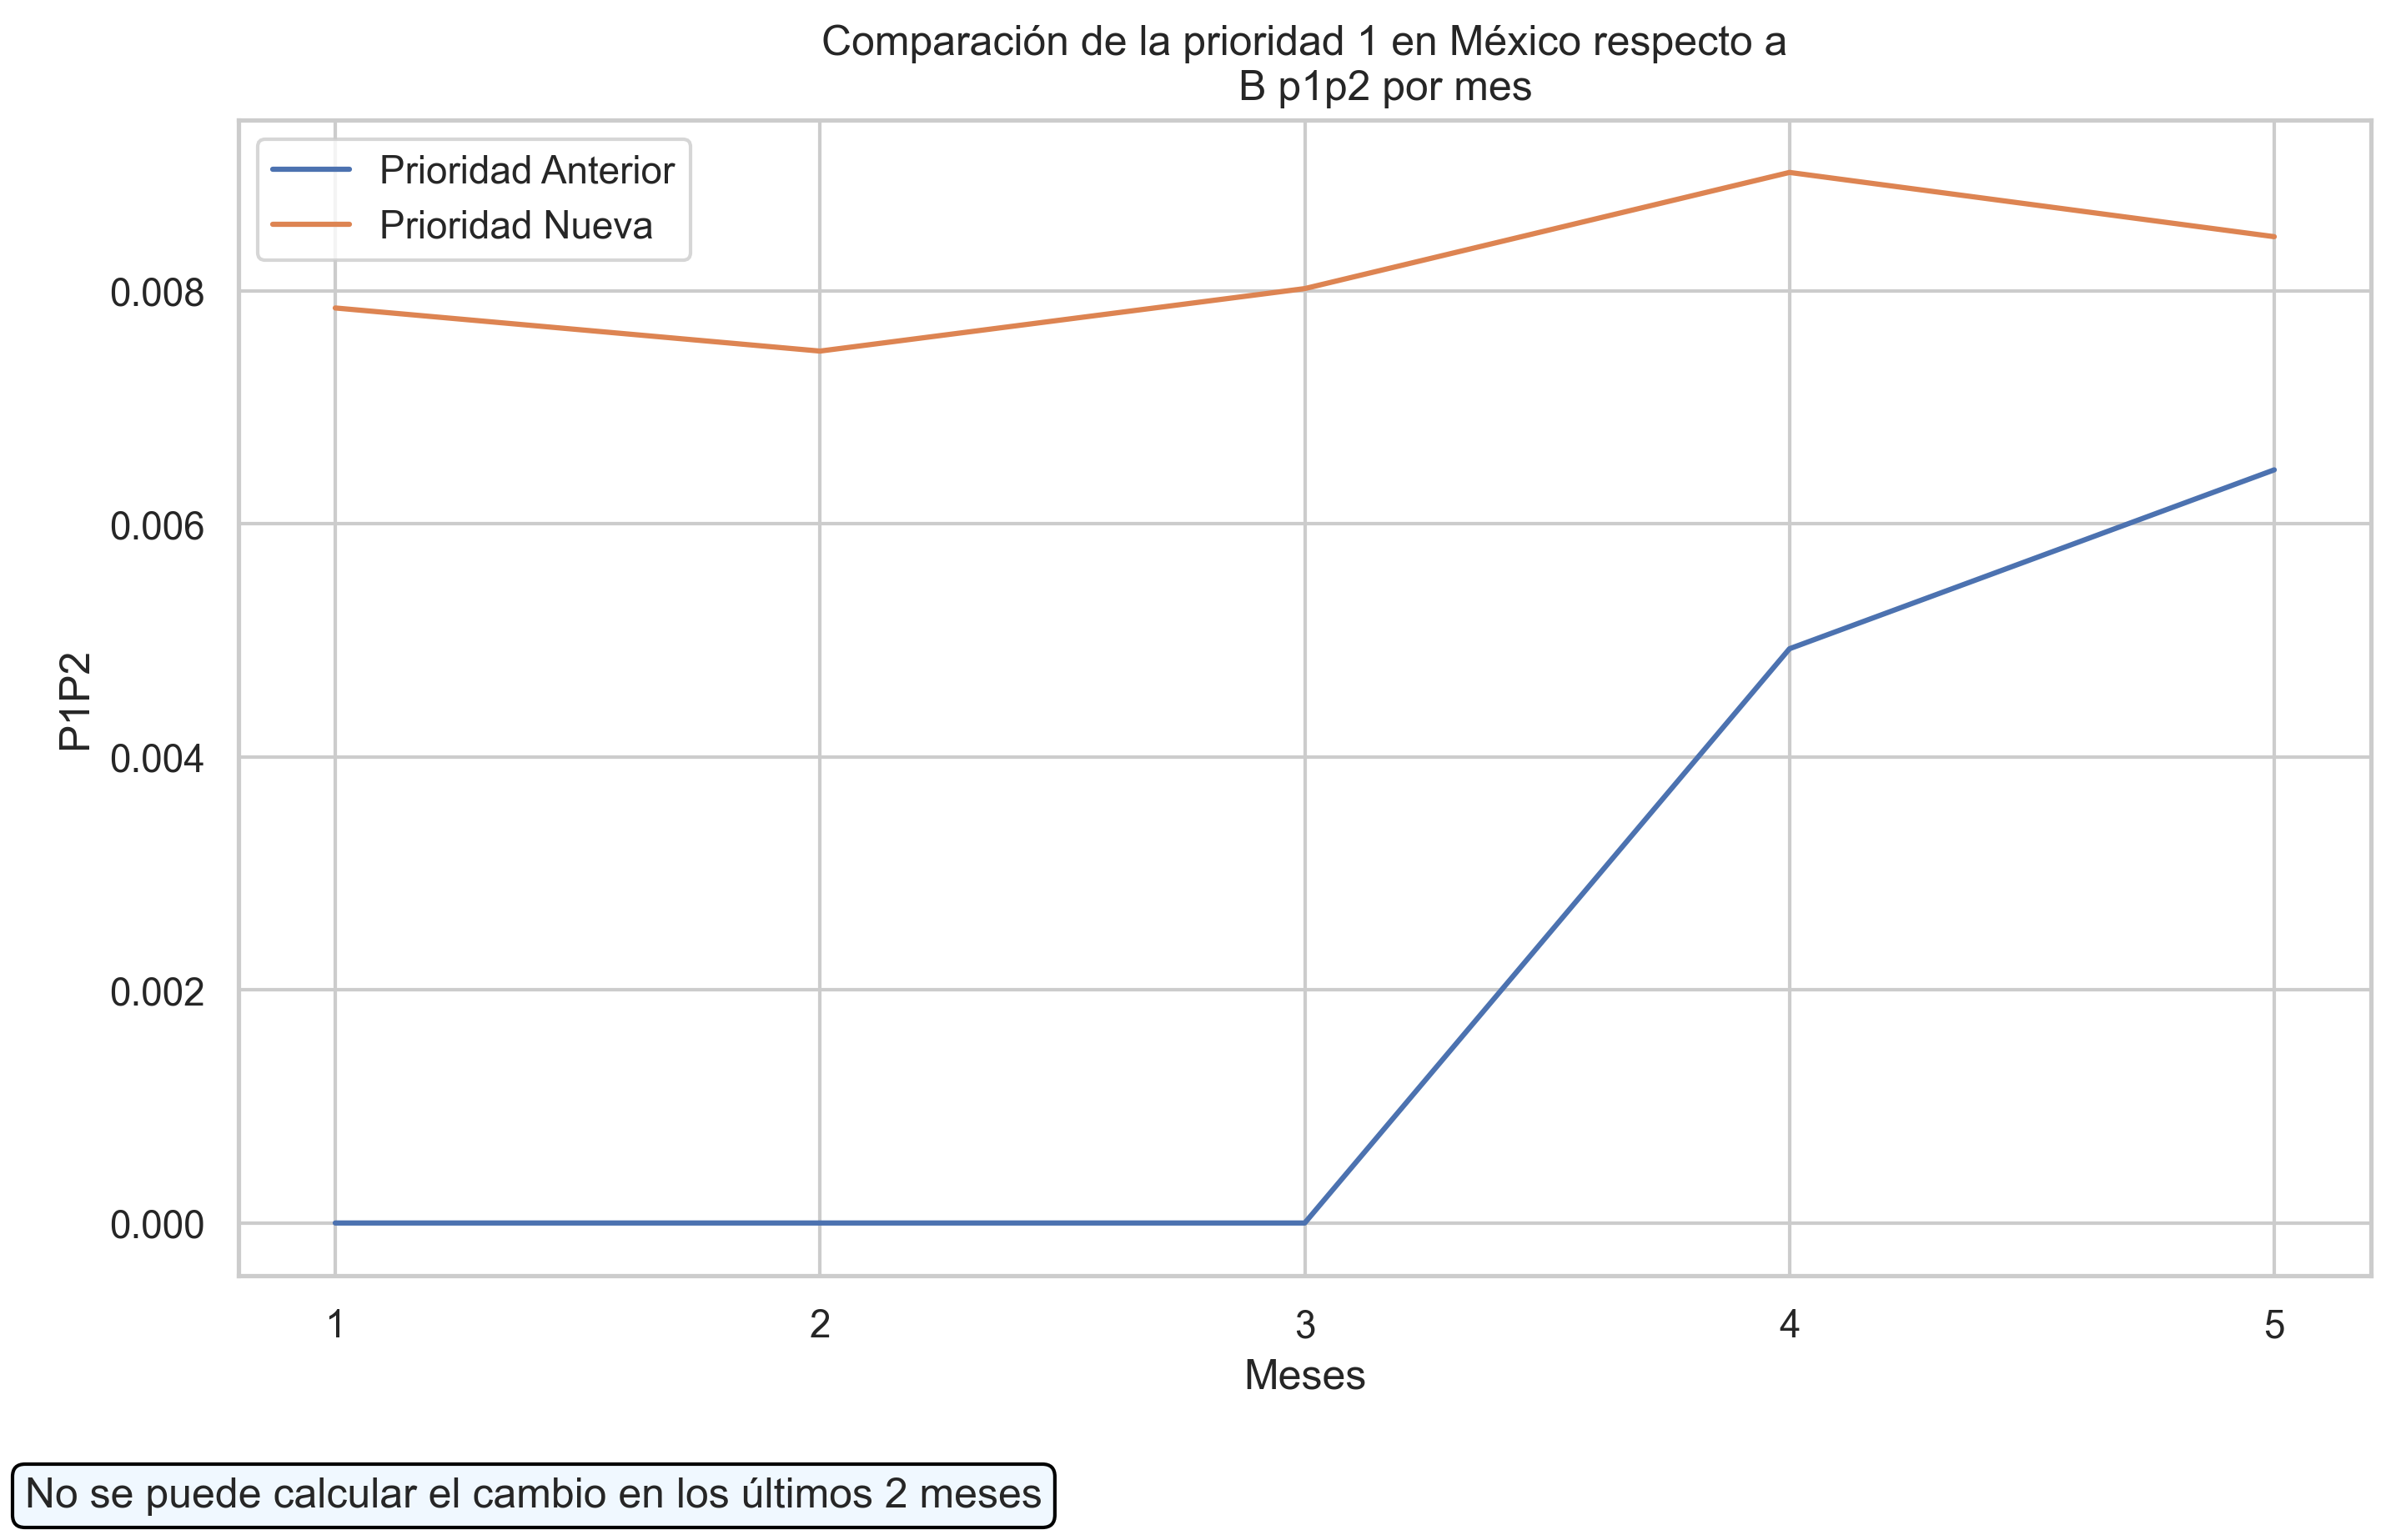 Comparación de la prioridad 1 en México respecto a
B p1p2 por mes
Prioridad Anterior
Prioridad Nueva
0.008
0.006
0.004
0.002
0.000
P1P2
1 2 3 4 5
Meses
No se puede calcular el cambio en los últimos 2 meses